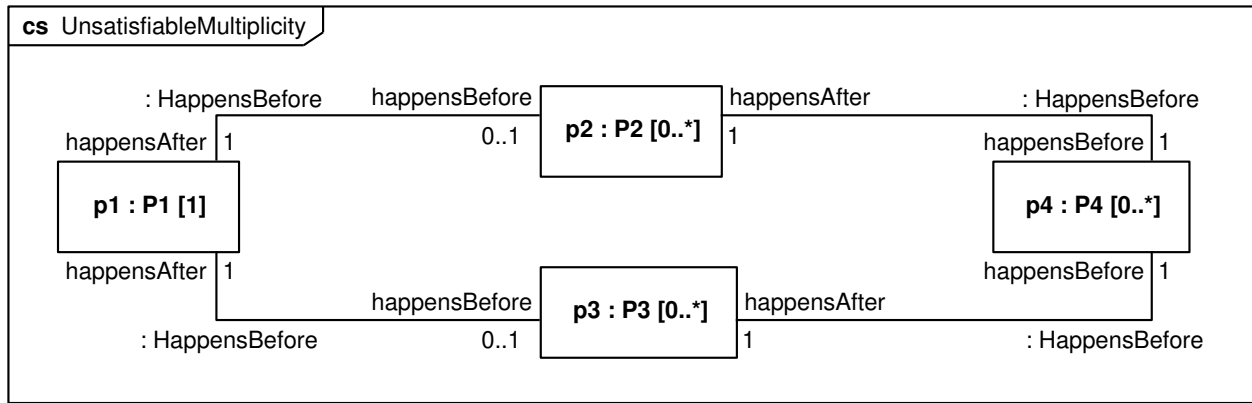 cs UnsatisfiableMultiplicity
: HappensBefore happensBefore happensAfter : HappensBefore
0..1 p2 : P2 [0..*] 1
happensAfter 1 happensBefore 1
p1 : P1 [1] p4 : P4 [0..*]
happensAfter 1 happensBefore 1
happensBefore p3 : P3 [0..*] happensAfter
: HappensBefore 0..1 1 : HappensBefore